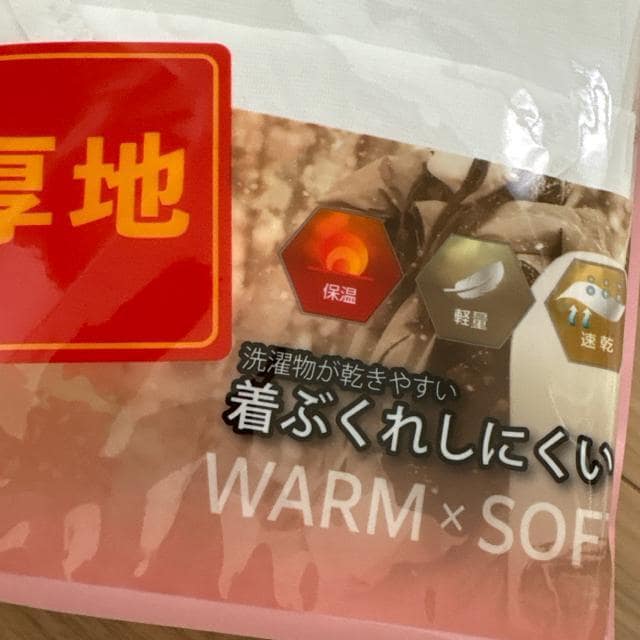 厚地
保温
軽量
速乾
洗濯物が乾きやすい
着ぶくれしにくい
WARM × SOF